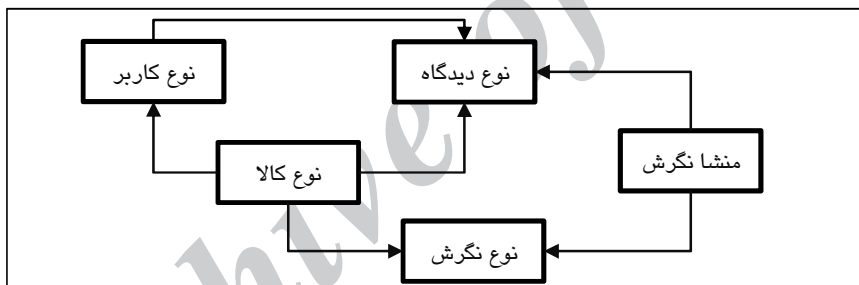 نوع کاربر
نوع دیدگاه
منشا نگرش
نوع کالا
نوع نگرش